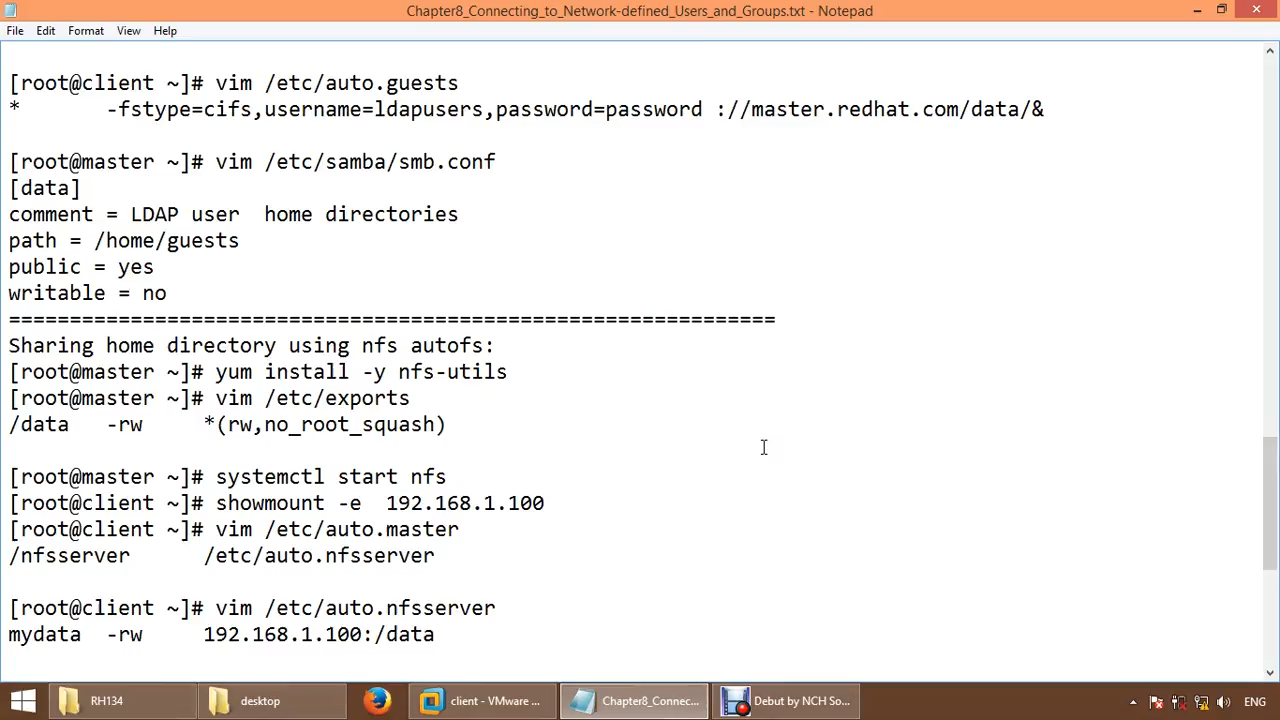 Chapter8_Connecting_to_Network-defined_Users_and_Groups.txt - Notepad
File Edit Format View Help
[root@client ~]# vim /etc/auto.guests
* -fstype=cifs,username=ldapusers,password=password ://master.redhat.com/data/&
[root@master ~]# vim /etc/samba/smb.conf
[data]
comment = LDAP user  home directories
path = /home/guests
public = yes
writable = no
===============================================================
Sharing home directory using nfs autofs:
[root@master ~]# yum install -y nfs-utils
[root@master ~]# vim /etc/exports
/data -rw *(rw,no_root_squash)
[root@master ~]# systemctl start nfs
[root@client ~]# showmount -e  192.168.1.100
[root@client ~]# vim /etc/auto.master
/nfsserver /etc/auto.nfsserver
[root@client ~]# vim /etc/auto.nfsserver
mydata -rw 192.168.1.100:/data
RH134 desktop client - VMware ... Chapter8_Connec... Debut by NCH So... ENG